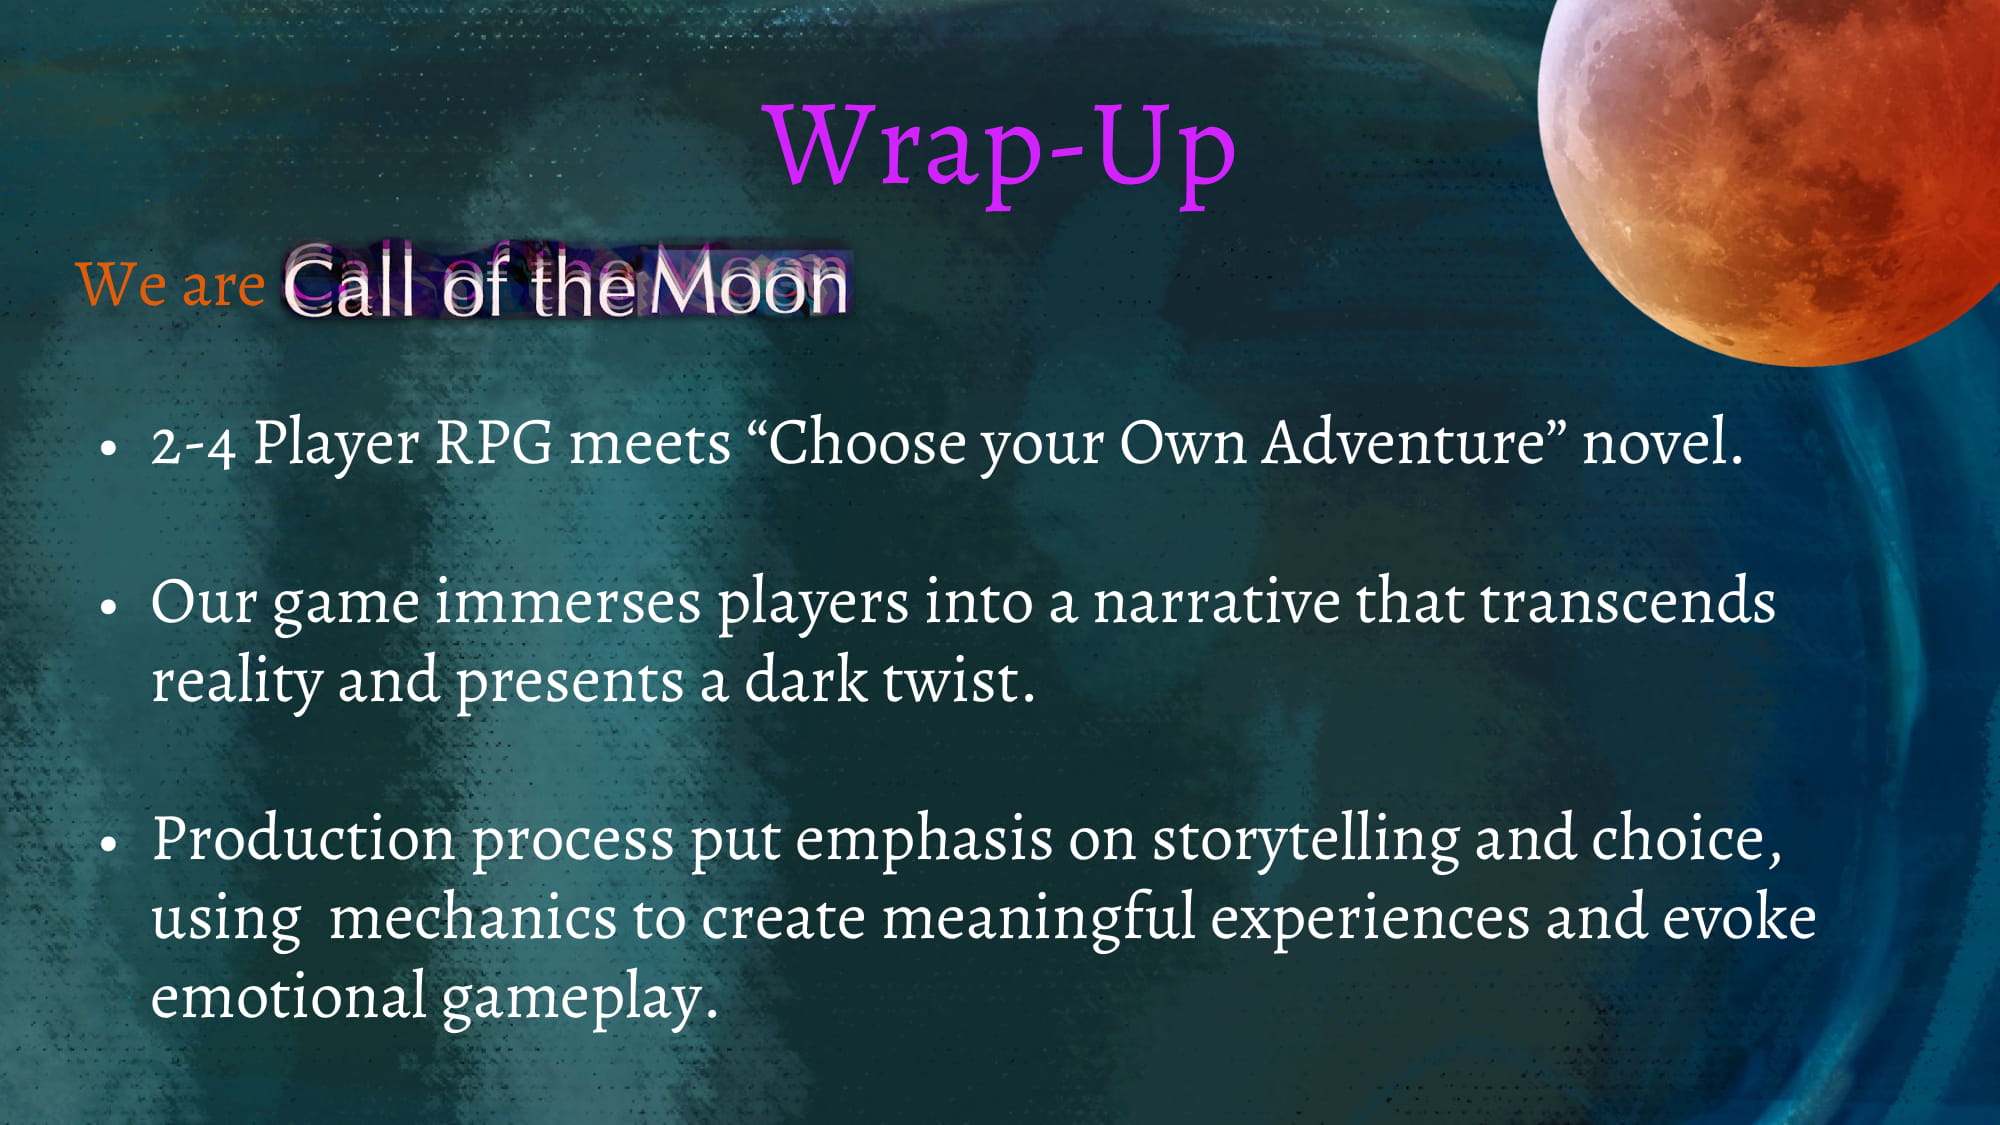 Wrap-Up
We are Call of the Moon
• 2-4 Player RPG meets “Choose your Own Adventure” novel.
• Our game immerses players into a narrative that transcends
reality and presents a dark twist.
• Production process put emphasis on storytelling and choice,
using  mechanics to create meaningful experiences and evoke
emotional gameplay.